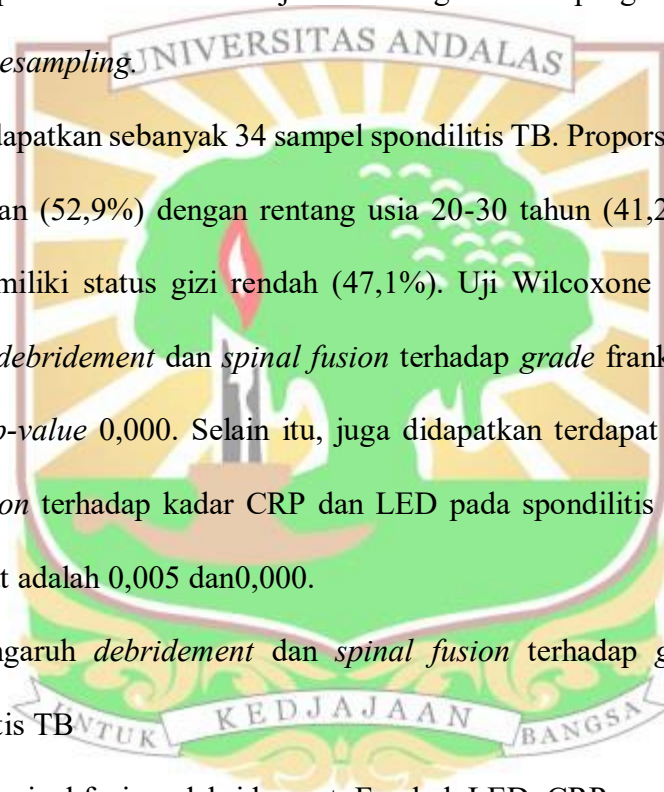 UNIVERSITAS ANDALAS
esampling.
dapatkan sebanyak 34 sampel spondilitis TB. Propors
an (52,9%) dengan rentang usia 20-30 tahun (41,2
miliki status gizi rendah (47,1%). Uji Wilcoxone
debridement dan spinal fusion terhadap grade frank
p-value 0,000. Selain itu, juga didapatkan terdapat
on terhadap kadar CRP dan LED pada spondilitis
t adalah 0,005 dan0,000.
ngaruh debridement dan spinal fusion terhadap g
tis TB
UNTUK KEDJAJAAN BANGSA